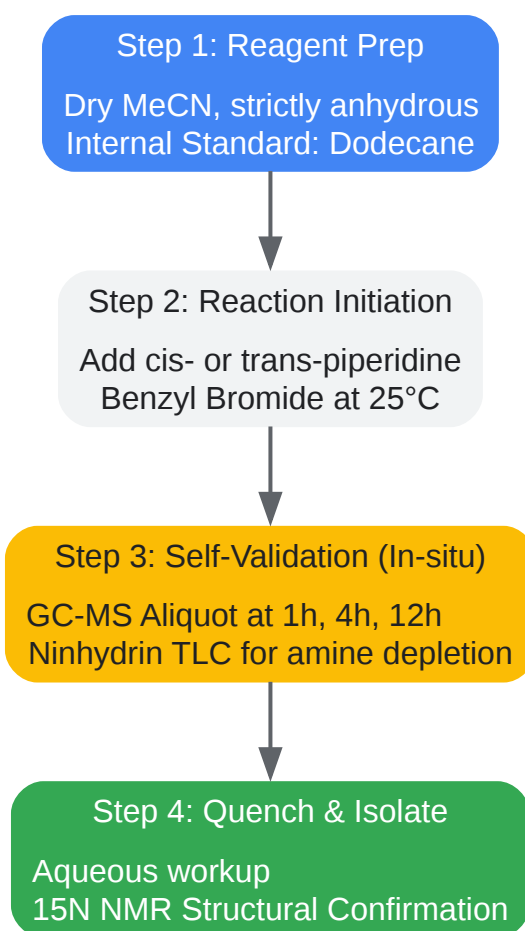 Step 1: Reagent Prep
Dry MeCN, strictly anhydrous
Internal Standard: Dodecane
Step 2: Reaction Initiation
Add cis- or trans-piperidine
Benzyl Bromide at 25°C
Step 3: Self-Validation (In-situ)
GC-MS Aliquot at 1h, 4h, 12h
Ninhydrin TLC for amine depletion
Step 4: Quench & Isolate
Aqueous workup
15N NMR Structural Confirmation